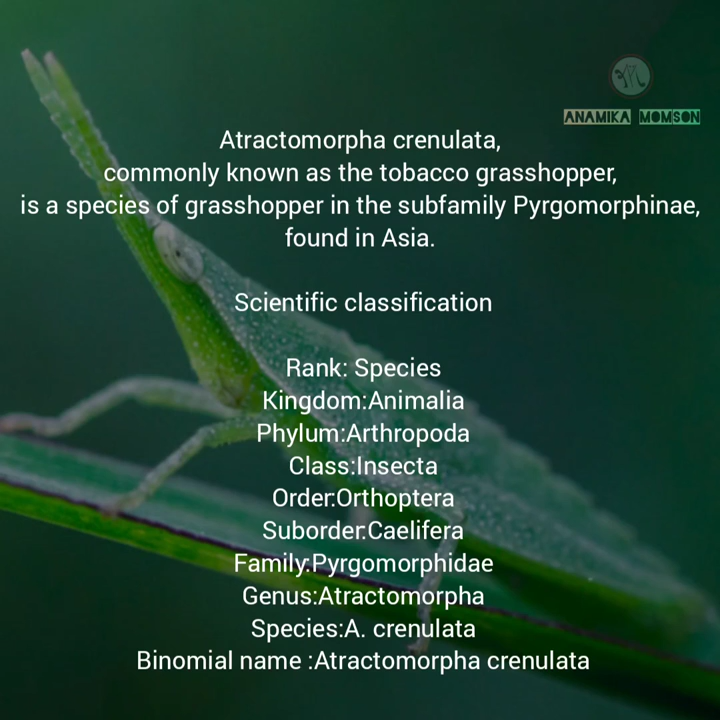 ANAMIKA MOMSON
Atractomorpha crenulata,
commonly known as the tobacco grasshopper,
is a species of grasshopper in the subfamily Pyrgomorphinae,
found in Asia.
Scientific classification
Rank: Species
Kingdom:Animalia
Phylum:Arthropoda
Class:Insecta
Order:Orthoptera
Suborder:Caelifera
Family:Pyrgomorphidae
Genus:Atractomorpha
Species:A. crenulata
Binomial name :Atractomorpha crenulata